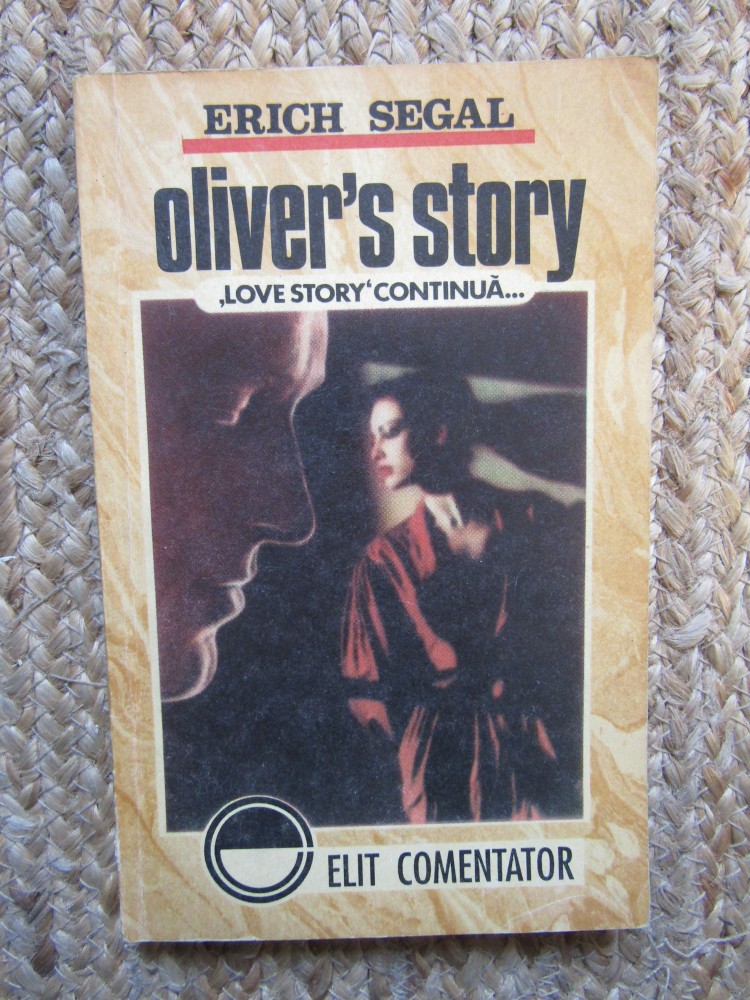 ERICH SEGAL
oliver's story
‚LOVE STORY‘ CONTINUĂ...
ELIT COMENTATOR